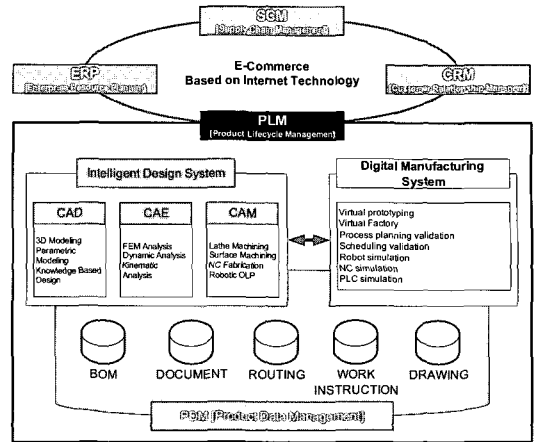 SCM
[Supply Chain Management]
E-Commerce
Based on Internet Technology
ERP
[Enterprise Resource Planner]
CRM
[Customer Relationship Manager]
PLM
[Product Lifecycle Management]
Intelligent Design System
Digital Manufacturing
System
CAD
3D Modeling
Parametric
Modeling
Knowledge Based
Design
CAE
FEM Analysis
Dynamic Analysis
Kinematic
Analysis
CAM
Lathe Machining
Surface Machining
NC Fabrication
Robotic OLP
Virtual prototyping
Virtual Factory
Process planning validation
Scheduling validation
Robot simulation
NC simulation
PLC simulation
BOM
DOCUMENT
ROUTING
WORK
INSTRUCTION
DRAWING
PDM [Product Data Management]